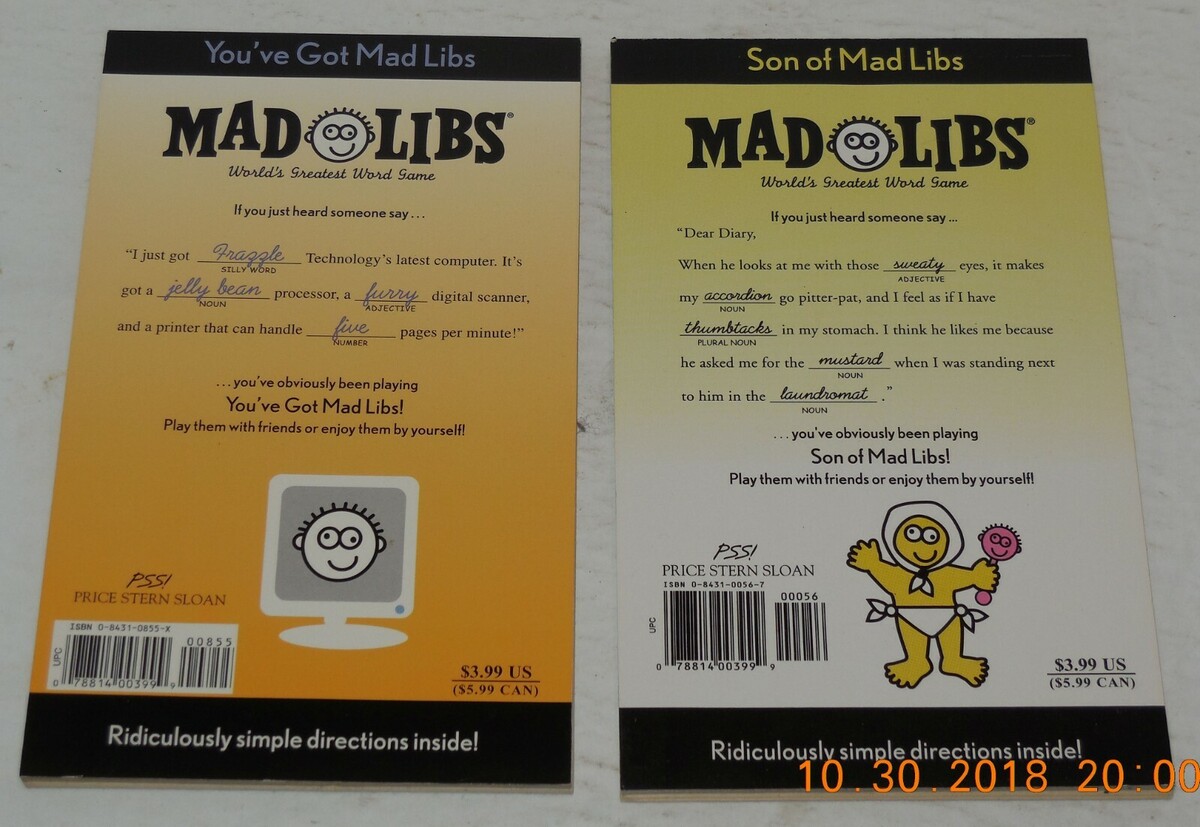 You've Got Mad Libs
MAD LIBS®
World's Greatest Word Game
If you just heard someone say . . .
"I just got Frazzle Technology's latest computer. It's
SILLY WORD
got a jelly bean processor, a furry digital scanner,
NOUN ADJECTIVE
and a printer that can handle five pages per minute!"
NUMBER
. . . you've obviously been playing
You've Got Mad Libs!
Play them with friends or enjoy them by yourself!
PSS!
PRICE STERN SLOAN
ISBN 0-8431-0855-X
00855
UPC
0 78814 00399 9
$3.99 US
($5.99 CAN)
Ridiculously simple directions inside!
Son of Mad Libs
MAD LIBS®
World's Greatest Word Game
If you just heard someone say ...
"Dear Diary,
When he looks at me with those sweaty eyes, it makes
ADJECTIVE
my accordion go pitter-pat, and I feel as if I have
NOUN
thumbtacks in my stomach. I think he likes me because
PLURAL NOUN
he asked me for the mustard when I was standing next
NOUN
to him in the laundromat ."
NOUN
. . . you've obviously been playing
Son of Mad Libs!
Play them with friends or enjoy them by yourself!
PSS!
PRICE STERN SLOAN
ISBN 0-8431-0056-7
00056
UPC
0 78814 00399 9
$3.99 US
($5.99 CAN)
Ridiculously simple directions inside!
10.30.2018 20:00